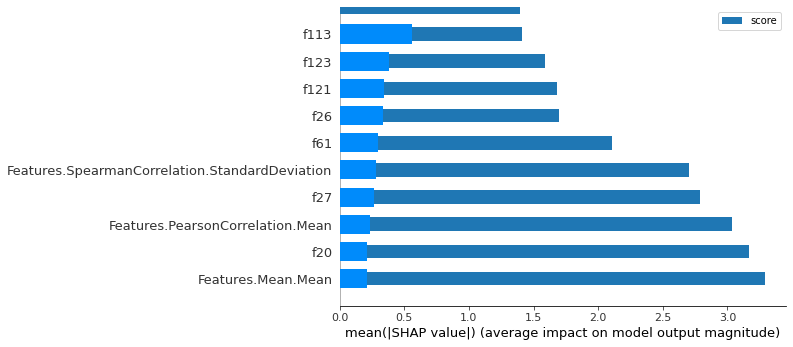 score
f113
f123
f121
f26
f61
Features.SpearmanCorrelation.StandardDeviation
f27
Features.PearsonCorrelation.Mean
f20
Features.Mean.Mean
0.0 0.5 1.0 1.5 2.0 2.5 3.0
mean(|SHAP value|) (average impact on model output magnitude)